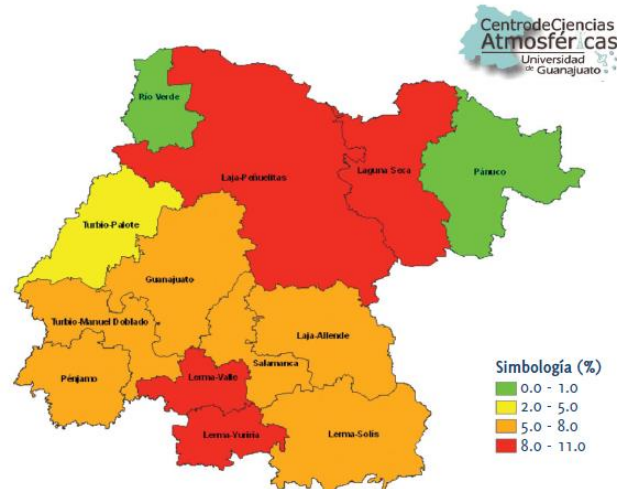 CentrodeCiencias
Atmosféricas
Universidad
de Guanajuato
Río Verde
Laja-Peñuelitas
Laguna Seca
Pánuco
Turbio-Palote
Guanajuato
Turbio-Manuel Doblado
Laja-Allende
Pénjamo
Lerma-Valle
Salamanca
Lerma-Yuriria
Lerma-Solís
Simbología (%)
0.0 - 1.0
2.0 - 5.0
5.0 - 8.0
8.0 - 11.0